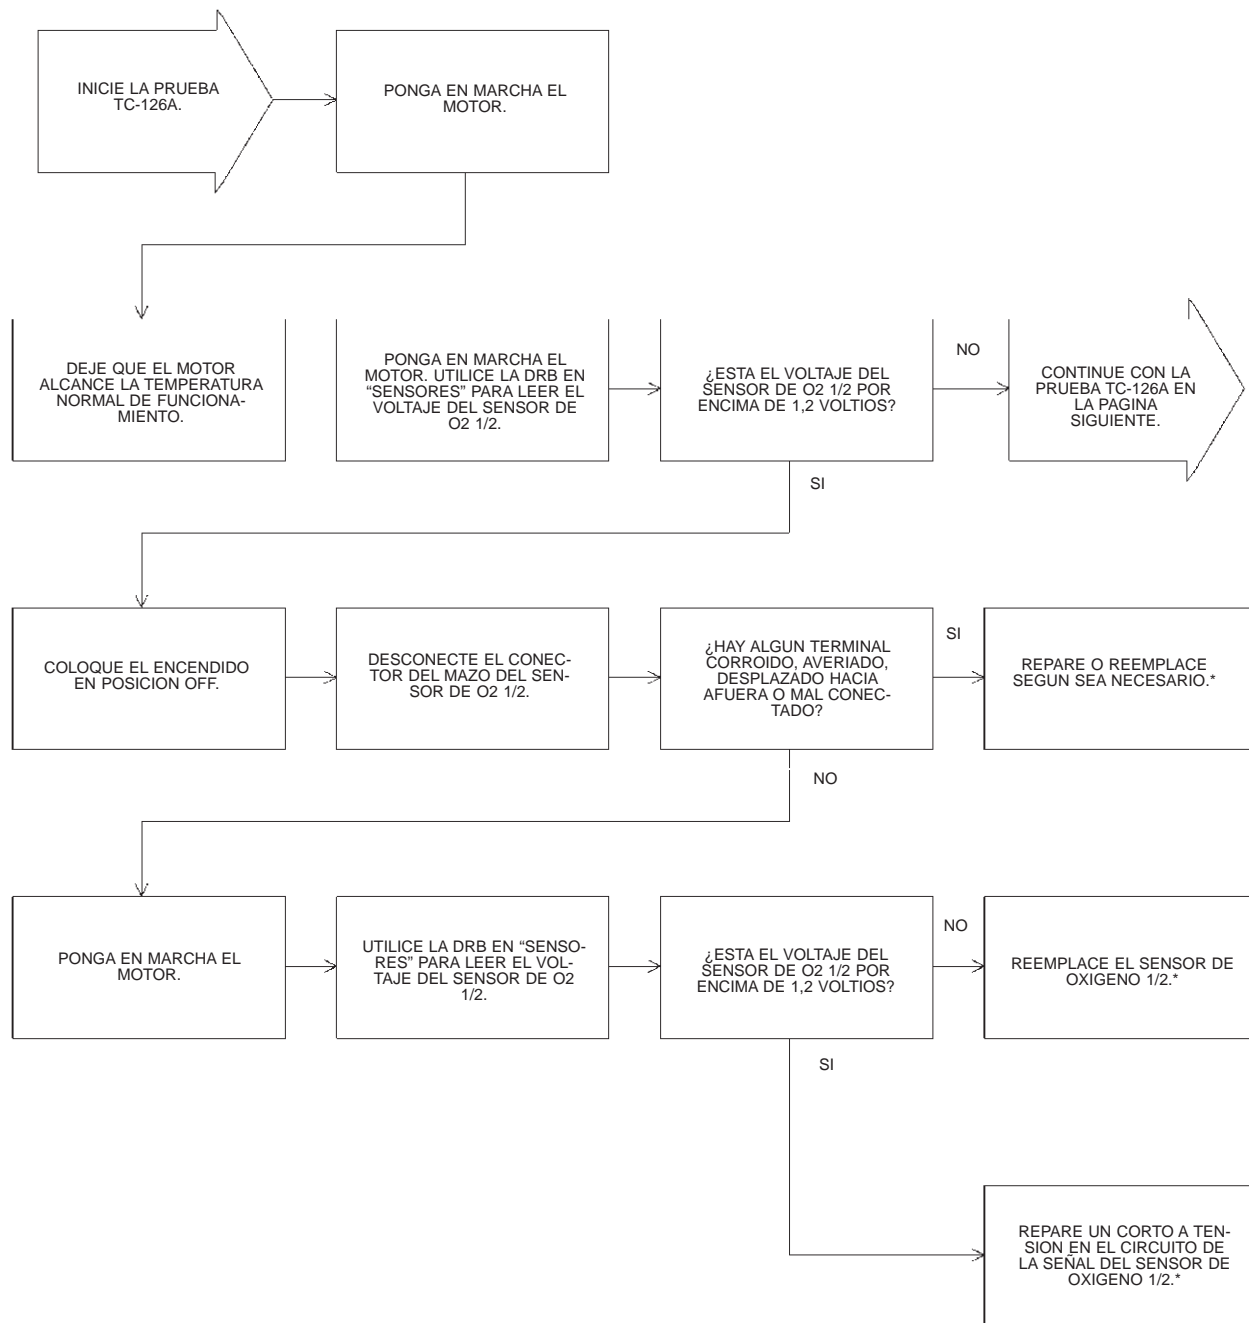 INICIE LA PRUEBA
TC-126A.
PONGA EN MARCHA EL
MOTOR.
DEJE QUE EL MOTOR
ALCANCE LA TEMPERATURA
NORMAL DE FUNCIONA-
MIENTO.
PONGA EN MARCHA EL
MOTOR. UTILICE LA DRB EN
“SENSORES” PARA LEER EL
VOLTAJE DEL SENSOR DE
O2 1/2.
¿ESTA EL VOLTAJE DEL
SENSOR DE O2 1/2 POR
ENCIMA DE 1,2 VOLTIOS?
NO
CONTINUE CON LA
PRUEBA TC-126A EN
LA PAGINA
SIGUIENTE.
SI
COLOQUE EL ENCENDIDO
EN POSICION OFF.
DESCONECTE EL CONEC-
TOR DEL MAZO DEL SEN-
SOR DE O2 1/2.
¿HAY ALGUN TERMINAL
CORROIDO, AVERIADO,
DESPLAZADO HACIA
AFUERA O MAL CONEC-
TADO?
SI
REPARE O REEMPLACE
SEGUN SEA NECESARIO.*
NO
PONGA EN MARCHA EL
MOTOR.
UTILICE LA DRB EN “SENSO-
RES” PARA LEER EL VOL-
TAJE DEL SENSOR DE O2
1/2.
¿ESTA EL VOLTAJE DEL
SENSOR DE O2 1/2 POR
ENCIMA DE 1,2 VOLTIOS?
NO
REEMPLACE EL SENSOR DE
OXIGENO 1/2.*
SI
REPARE UN CORTO A TEN-
SION EN EL CIRCUITO DE
LA SEÑAL DEL SENSOR DE
OXIGENO 1/2.*